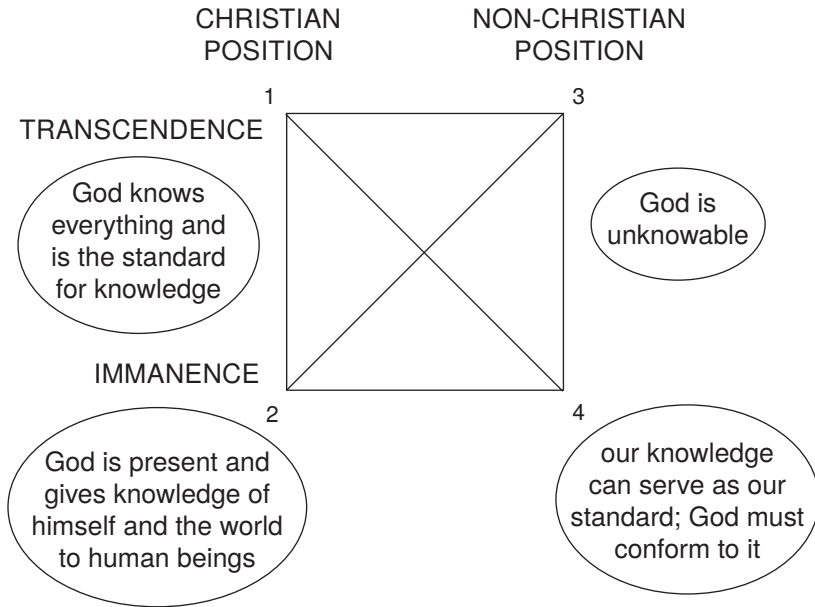 CHRISTIAN
POSITION
NON-CHRISTIAN
POSITION
1
3
TRANSCENDENCE
God knows
everything and
is the standard
for knowledge
God is
unknowable
IMMANENCE
2
4
God is present and
gives knowledge of
himself and the world
to human beings
our knowledge
can serve as our
standard; God must
conform to it